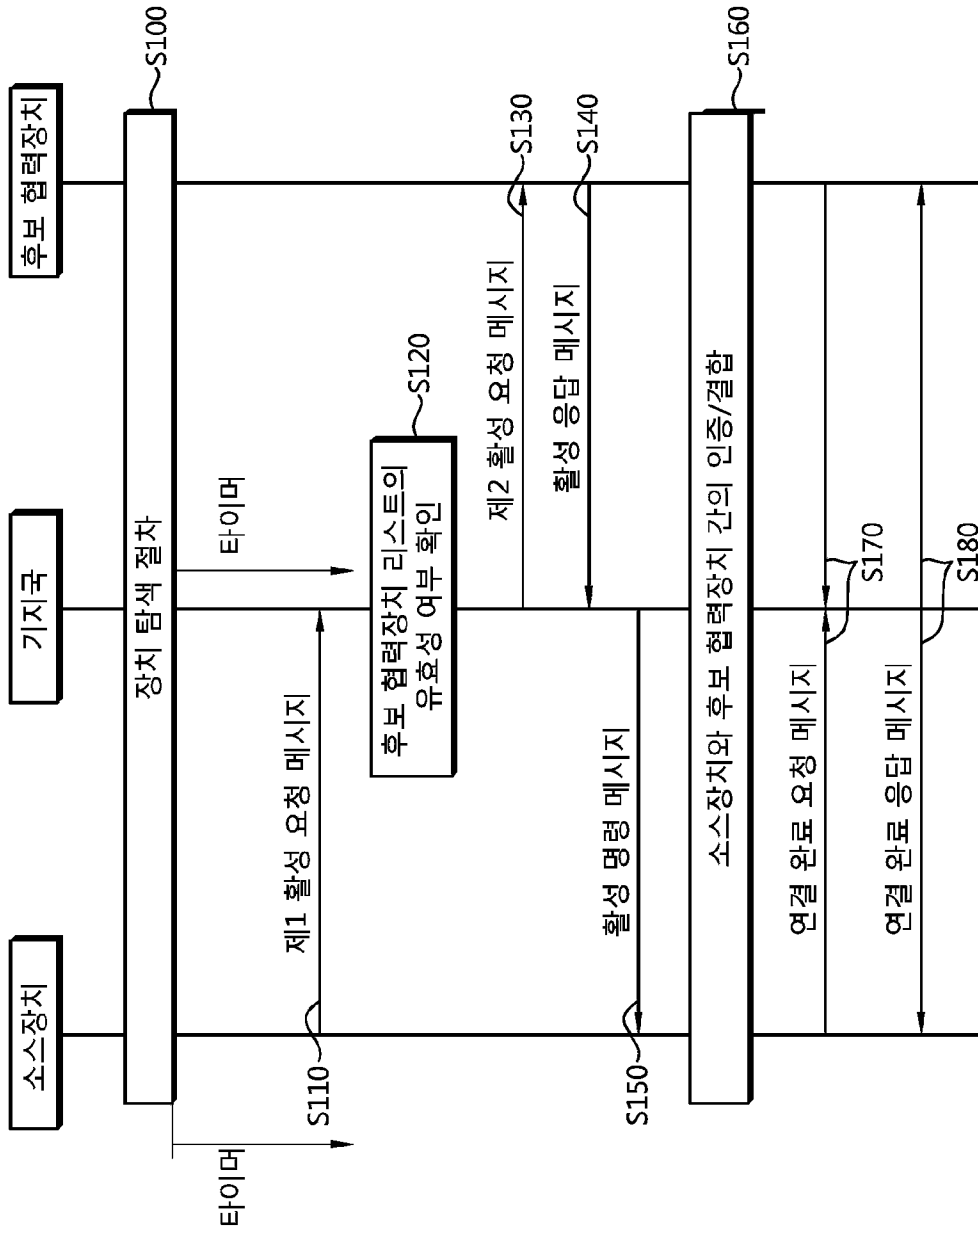 소스장치
기지국
후보 협력장치
장치 탐색 절차
S100
타이머
타이머
제1 활성 요청 메시지
S110
후보 협력장치 리스트의
유효성 여부 확인
S120
제2 활성 요청 메시지
S130
활성 응답 메시지
S140
활성 명령 메시지
S150
소스장치와 후보 협력장치 간의 인증/결합
S160
연결 완료 요청 메시지
S170
연결 완료 응답 메시지
S180